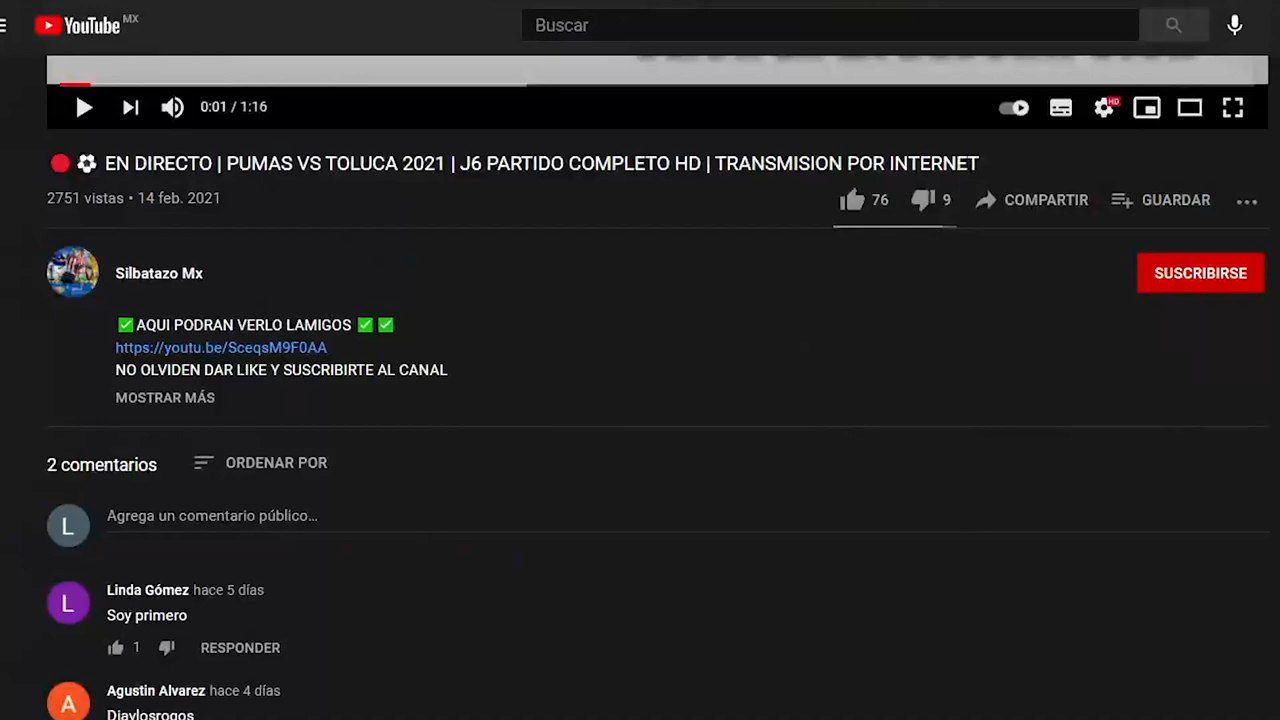 YouTube MX
Buscar
0:01 / 1:16
HD
🔴 ⚽ EN DIRECTO | PUMAS VS TOLUCA 2021 | J6 PARTIDO COMPLETO HD | TRANSMISION POR INTERNET
2751 vistas • 14 feb. 2021
76 9 COMPARTIR GUARDAR
Silbatazo Mx
SUSCRIBIRSE
✅AQUI PODRAN VERLO LAMIGOS ✅ ✅
https://youtu.be/SceqsM9F0AA
NO OLVIDEN DAR LIKE Y SUSCRIBIRTE AL CANAL
MOSTRAR MÁS
2 comentarios ORDENAR POR
L
Agrega un comentario público...
L
Linda Gómez hace 5 días
Soy primero
1 RESPONDER
A
Agustin Alvarez hace 4 días
Diaylosrogos